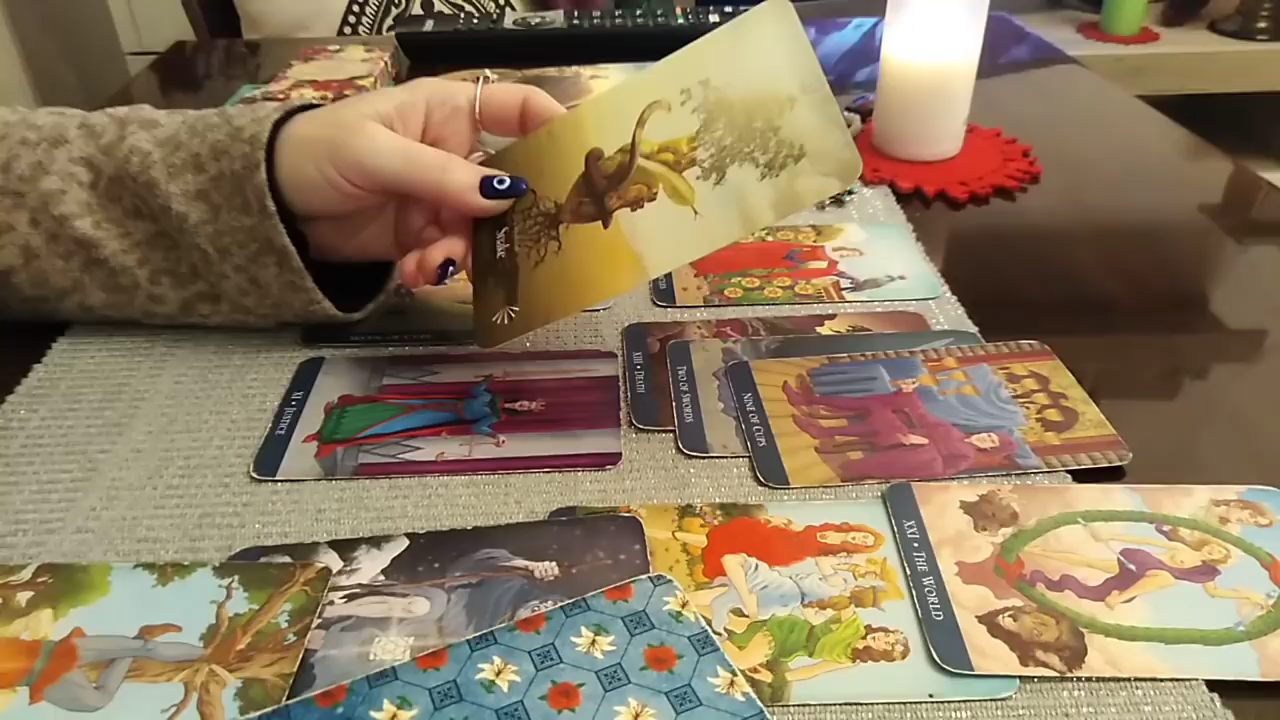 Snake
XI • JUSTICE
XIII • DEATH
TWO OF SWORDS
NINE OF CUPS
XXI • THE WORLD